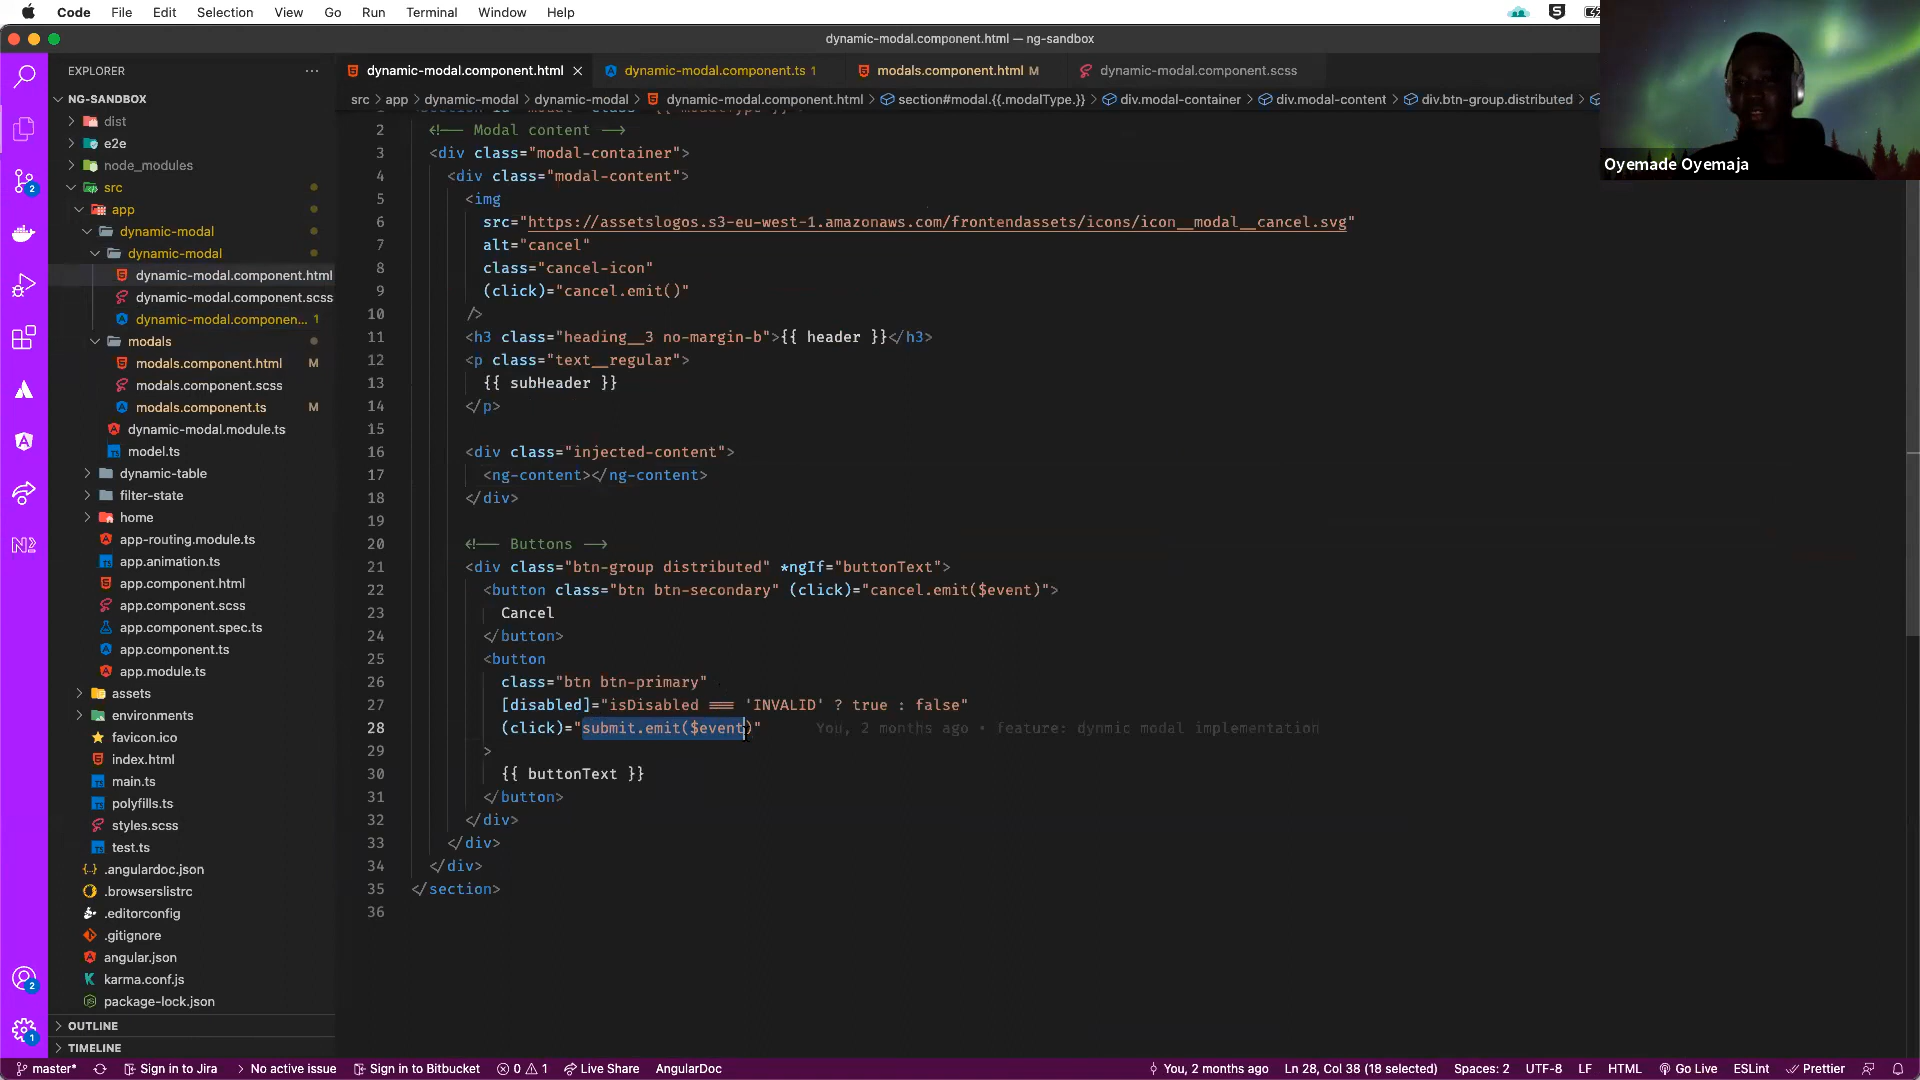 Code File Edit Selection View Go Run Terminal Window Help
dynamic-modal.component.html — ng-sandbox
EXPLORER
dynamic-modal.component.html
dynamic-modal.component.ts 1
modals.component.html M
dynamic-modal.component.scss
src > app > dynamic-modal > dynamic-modal > dynamic-modal.component.html > section#modal.{{.modalType.}} > div.modal-container > div.modal-content > div.btn-group.distributed >
Oyemade Oyemaja
NG-SANDBOX
dist
e2e
node_modules
src
app
dynamic-modal
dynamic-modal
dynamic-modal.component.html
dynamic-modal.component.scss
dynamic-modal.componen... 1
modals
modals.component.html M
modals.component.scss
modals.component.ts M
dynamic-modal.module.ts
model.ts
dynamic-table
filter-state
home
app-routing.module.ts
app.animation.ts
app.component.html
app.component.scss
app.component.spec.ts
app.component.ts
app.module.ts
assets
environments
favicon.ico
index.html
main.ts
polyfills.ts
styles.scss
test.ts
.angulardoc.json
.browserslistrc
.editorconfig
.gitignore
angular.json
karma.conf.js
package-lock.json
OUTLINE
TIMELINE
2 <!-- Modal content -->
3 <div class="modal-container">
4 <div class="modal-content">
5 <img
6 src="https://assetslogos.s3-eu-west-1.amazonaws.com/frontendassets/icons/icon__modal__cancel.svg"
7 alt="cancel"
8 class="cancel-icon"
9 (click)="cancel.emit()"
10 />
11 <h3 class="heading__3 no-margin-b">{{ header }}</h3>
12 <p class="text__regular">
13 {{ subHeader }}
14 </p>
15
16 <div class="injected-content">
17 <ng-content></ng-content>
18 </div>
19
20 <!-- Buttons -->
21 <div class="btn-group distributed" *ngIf="buttonText">
22 <button class="btn btn-secondary" (click)="cancel.emit($event)">
23 Cancel
24 </button>
25 <button
26 class="btn btn-primary"
27 [disabled]="isDisabled === 'INVALID' ? true : false"
28 (click)="submit.emit($event)" You, 2 months ago • feature: dynmic modal implementation
29 >
30 {{ buttonText }}
31 </button>
32 </div>
33 </div>
34 </div>
35 </section>
36
2
2
1
master* Sign in to Jira No active issue Sign in to Bitbucket 0 1 Live Share AngularDoc You, 2 months ago Ln 28, Col 38 (18 selected) Spaces: 2 UTF-8 LF HTML Go Live ESLint Prettier